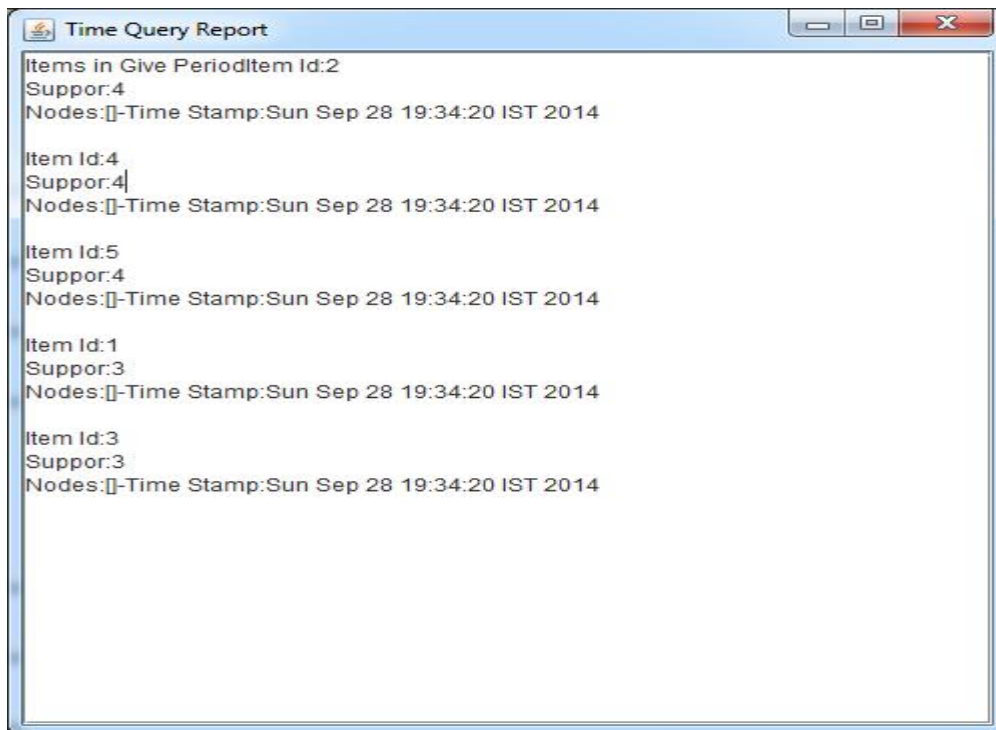 Time Query Report
Items in Give PeriodItem Id:2
Suppor:4
Nodes:[]-Time Stamp:Sun Sep 28 19:34:20 IST 2014
Item Id:4
Suppor:4
Nodes:[]-Time Stamp:Sun Sep 28 19:34:20 IST 2014
Item Id:5
Suppor:4
Nodes:[]-Time Stamp:Sun Sep 28 19:34:20 IST 2014
Item Id:1
Suppor:3
Nodes:[]-Time Stamp:Sun Sep 28 19:34:20 IST 2014
Item Id:3
Suppor:3
Nodes:[]-Time Stamp:Sun Sep 28 19:34:20 IST 2014